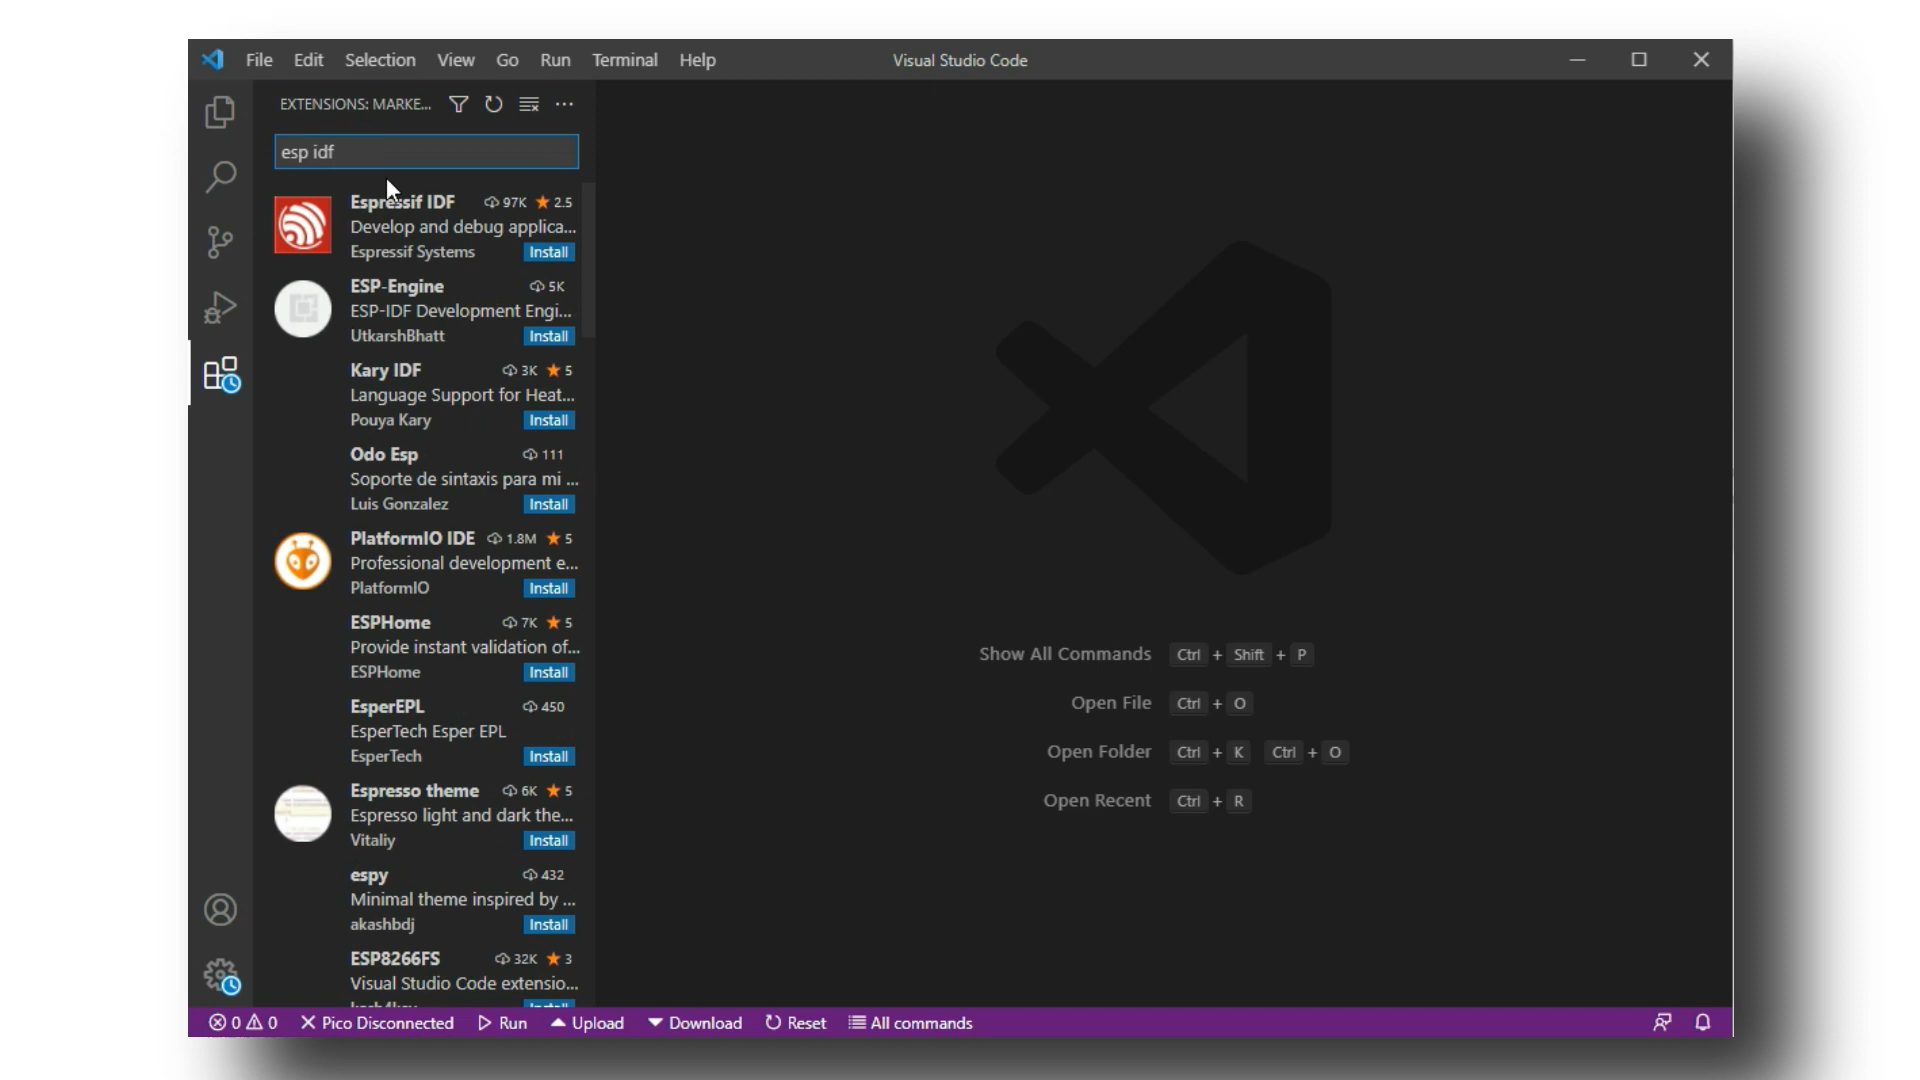 File Edit Selection View Go Run Terminal Help Visual Studio Code
EXTENSIONS: MARKE...
esp idf
Espressif IDF 97K 2.5
Develop and debug applica...
Espressif Systems Install
ESP-Engine 5K
ESP-IDF Development Engi...
UtkarshBhatt Install
Kary IDF 3K 5
Language Support for Heat...
Pouya Kary Install
Odo Esp 111
Soporte de sintaxis para mi ...
Luis Gonzalez Install
PlatformIO IDE 1.8M 5
Professional development e...
PlatformIO Install
ESPHome 7K 5
Provide instant validation of...
ESPHome Install
EsperEPL 450
EsperTech Esper EPL
EsperTech Install
Espresso theme 6K 5
Espresso light and dark the...
Vitaliy Install
espy 432
Minimal theme inspired by ...
akashbdj Install
ESP8266FS 32K 3
Visual Studio Code extensio...
Show All Commands Ctrl + Shift + P
Open File Ctrl + O
Open Folder Ctrl + K Ctrl + O
Open Recent Ctrl + R
0 0 Pico Disconnected Run Upload Download Reset All commands